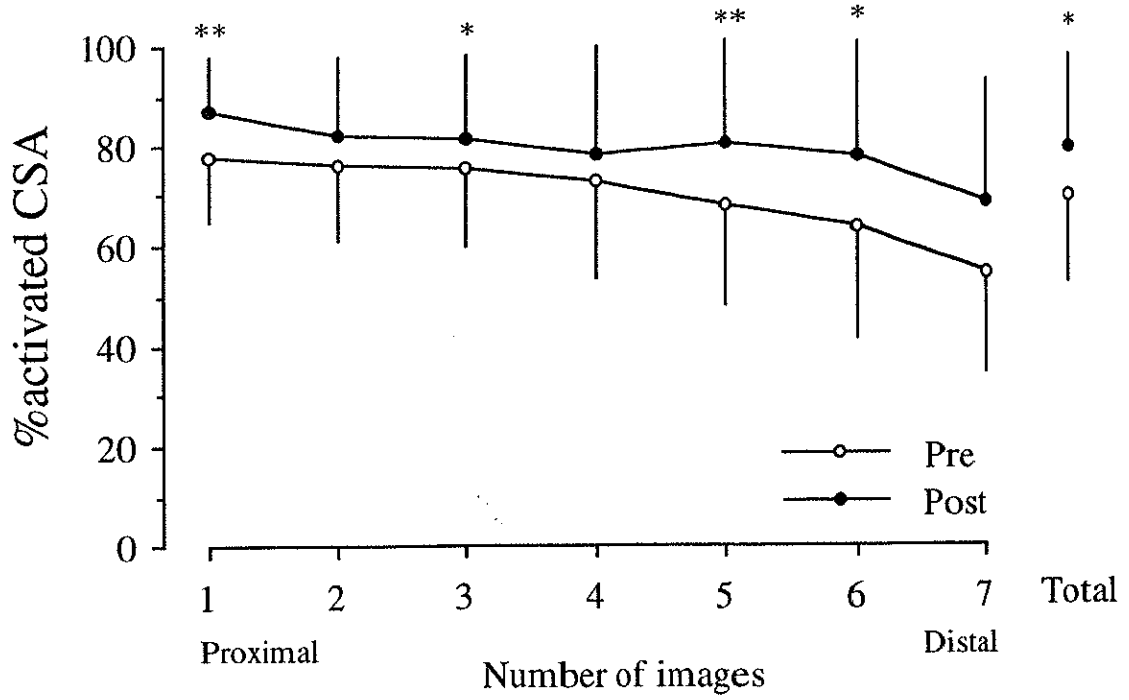 ** * ** * *
100
80
60
40
20
0
%activated CSA
Pre
Post
1 2 3 4 5 6 7 Total
Proximal Distal
Number of images